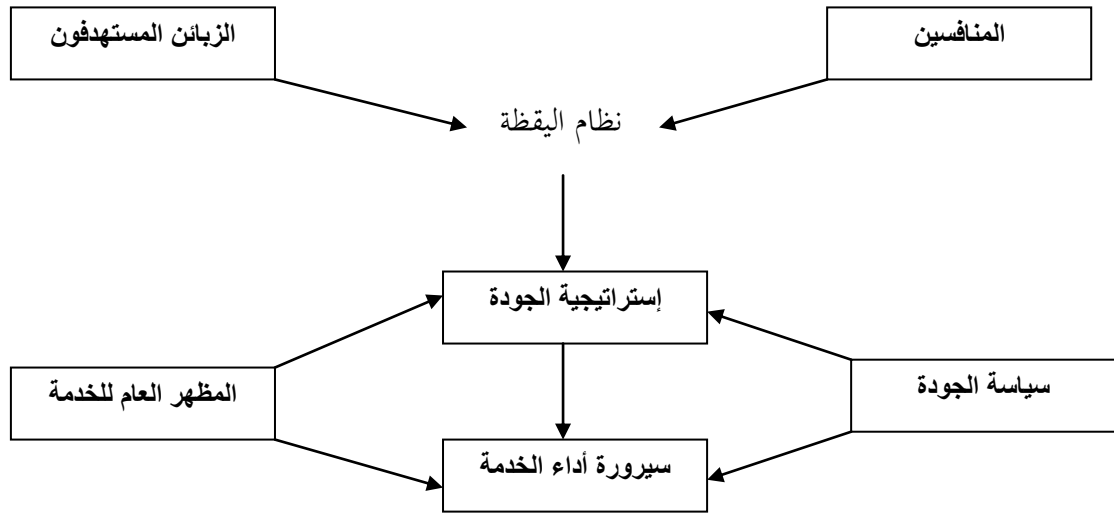 المنافسين
الزبائن المستهدفون
نظام اليقظة
إستراتيجية الجودة
سياسة الجودة
المظهر العام للخدمة
سيرورة أداء الخدمة